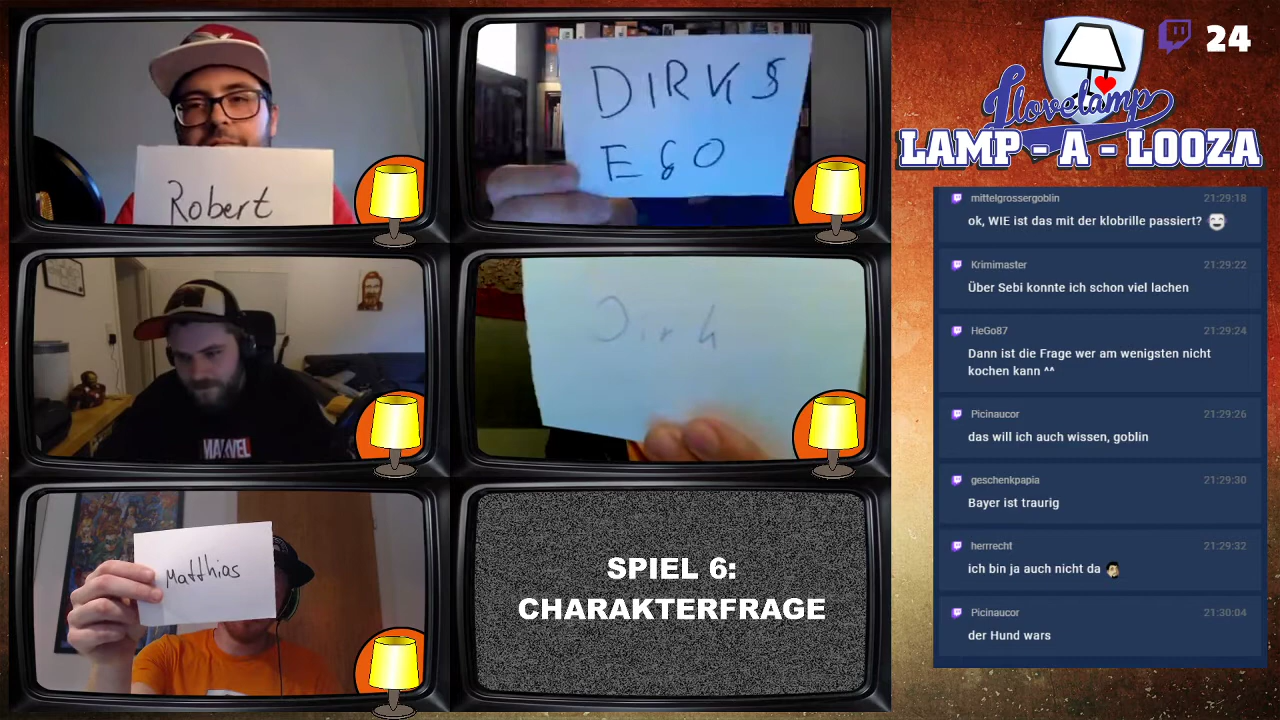 Robert
DIRKS
EGO
MARVEL
Dirk
Matthias
SPIEL 6:
CHARAKTERFRAGE
24
Ilovelamp
LAMP - A - LOOZA
mittelgrossergoblin 21:29:18
ok, WIE ist das mit der klobrille passiert?
Krimimaster 21:29:22
Über Sebi konnte ich schon viel lachen
HeGo87 21:29:24
Dann ist die Frage wer am wenigsten nicht
kochen kann ^^
Picinaucor 21:29:26
das will ich auch wissen, goblin
geschenkpapia 21:29:30
Bayer ist traurig
herrrecht 21:29:32
ich bin ja auch nicht da
Picinaucor 21:30:04
der Hund wars